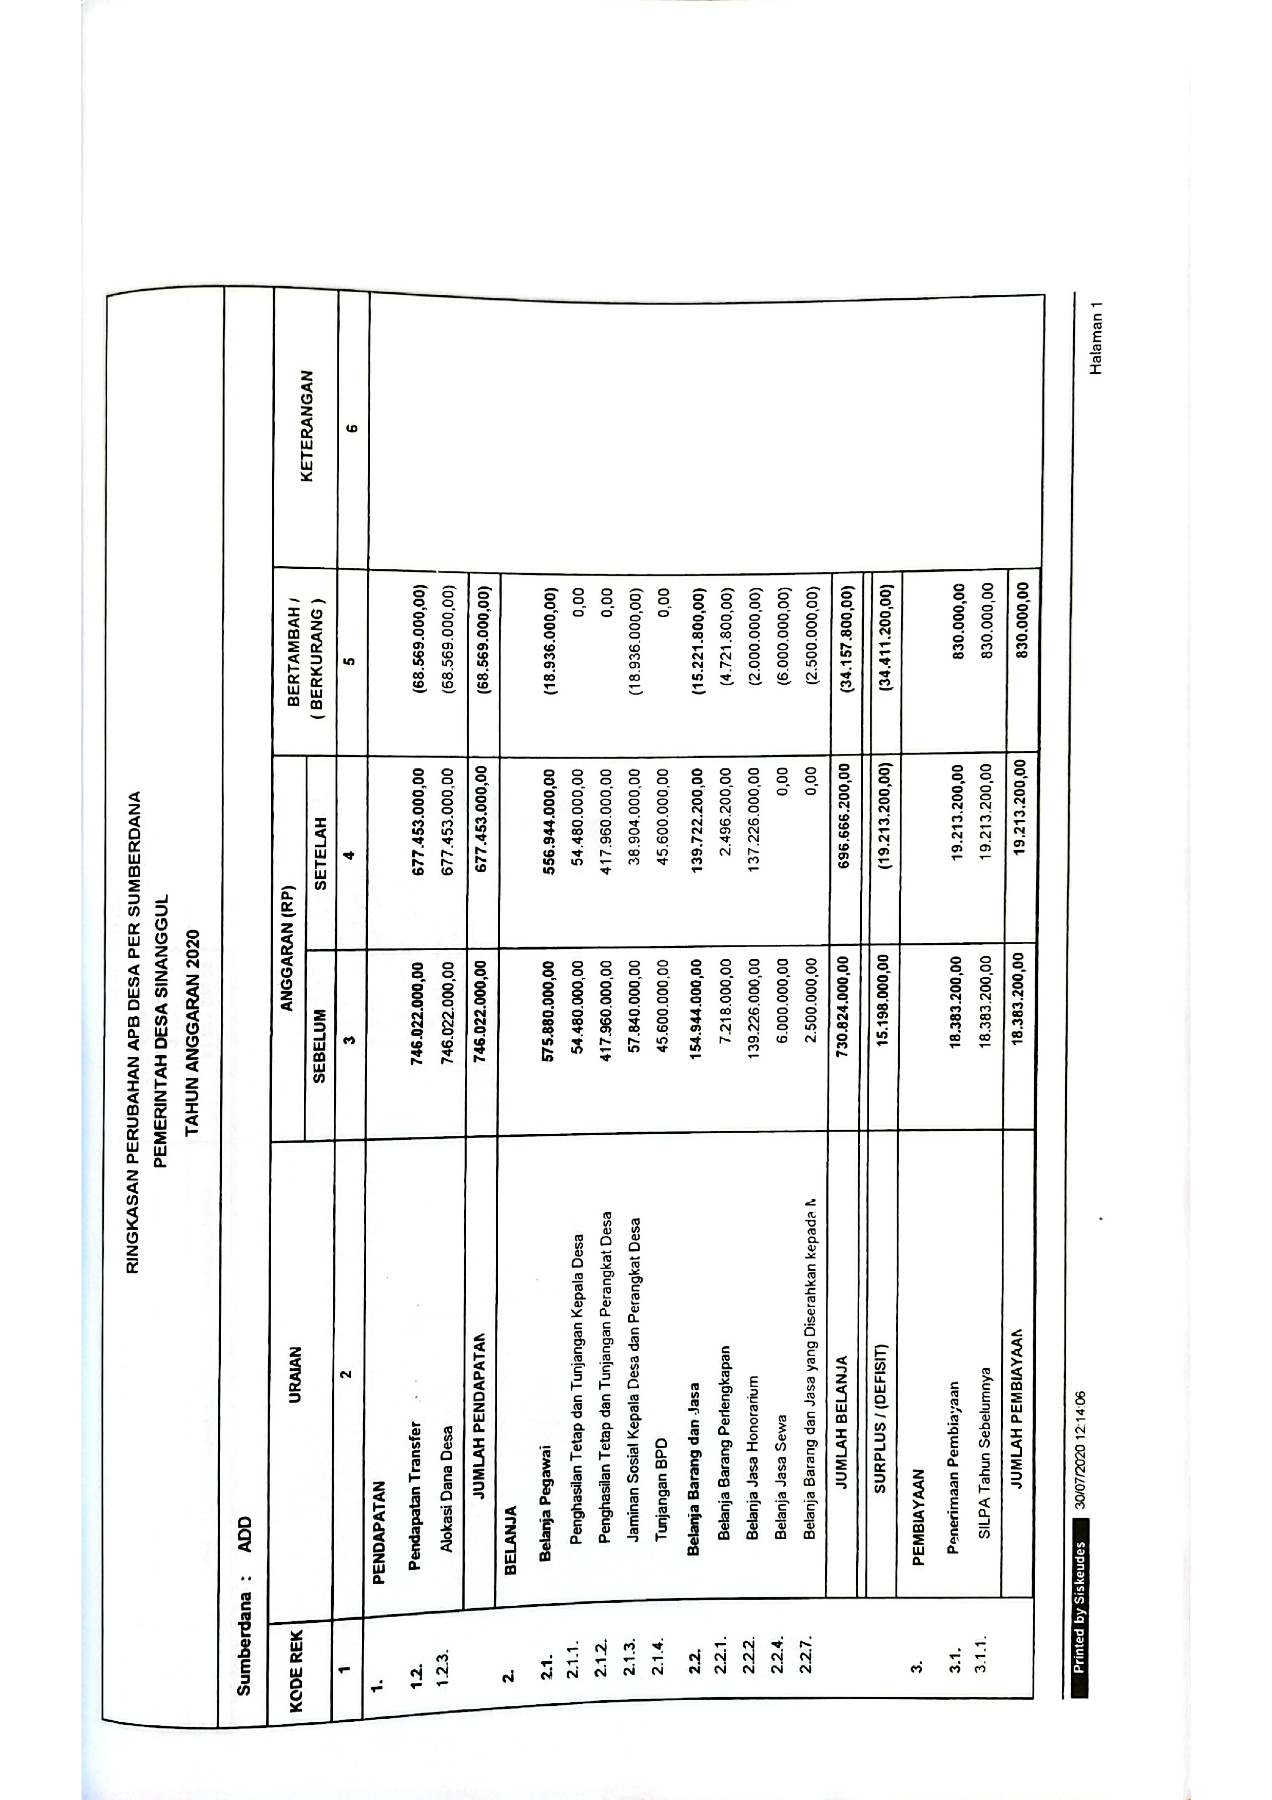 RINGKASAN PERUBAHAN APB DESA PER SUMBERDANA
PEMERINTAH DESA SINANGGUL
TAHUN ANGGARAN 2020
Sumberdana : ADD
KODE REK URAIAN ANGGARAN (RP) BERTAMBAH / ( BERKURANG ) KETERANGAN
SEBELUM SETELAH
1 2 3 4 5 6
1. PENDAPATAN
1.2. Pendapatan Transfer 746.022.000,00 677.453.000,00 (68.569.000,00)
1.2.3. Alokasi Dana Desa 746.022.000,00 677.453.000,00 (68.569.000,00)
JUMLAH PENDAPATAN 746.022.000,00 677.453.000,00 (68.569.000,00)
2. BELANJA
2.1. Belanja Pegawai 575.880.000,00 556.944.000,00 (18.936.000,00)
2.1.1. Penghasilan Tetap dan Tunjangan Kepala Desa 54.480.000,00 54.480.000,00 0,00
2.1.2. Penghasilan Tetap dan Tunjangan Perangkat Desa 417.960.000,00 417.960.000,00 0,00
2.1.3. Jaminan Sosial Kepala Desa dan Perangkat Desa 57.840.000,00 38.904.000,00 (18.936.000,00)
2.1.4. Tunjangan BPD 45.600.000,00 45.600.000,00 0,00
2.2. Belanja Barang dan Jasa 154.944.000,00 139.722.200,00 (15.221.800,00)
2.2.1. Belanja Barang Perlengkapan 7.218.000,00 2.496.200,00 (4.721.800,00)
2.2.2. Belanja Jasa Honorarium 139.226.000,00 137.226.000,00 (2.000.000,00)
2.2.4. Belanja Jasa Sewa 6.000.000,00 0,00 (6.000.000,00)
2.2.7. Belanja Barang dan Jasa yang Diserahkan kepada M 2.500.000,00 0,00 (2.500.000,00)
JUMLAH BELANJA 730.824.000,00 696.666.200,00 (34.157.800,00)
SURPLUS / (DEFISIT) 15.198.000,00 (19.213.200,00) (34.411.200,00)
3. PEMBIAYAAN
3.1. Penerimaan Pembiayaan 18.383.200,00 19.213.200,00 830.000,00
3.1.1. SILPA Tahun Sebelumnya 18.383.200,00 19.213.200,00 830.000,00
JUMLAH PEMBIAYAAN 18.383.200,00 19.213.200,00 830.000,00
Printed by Siskeudes 30/07/2020 12:14:06 Halaman 1